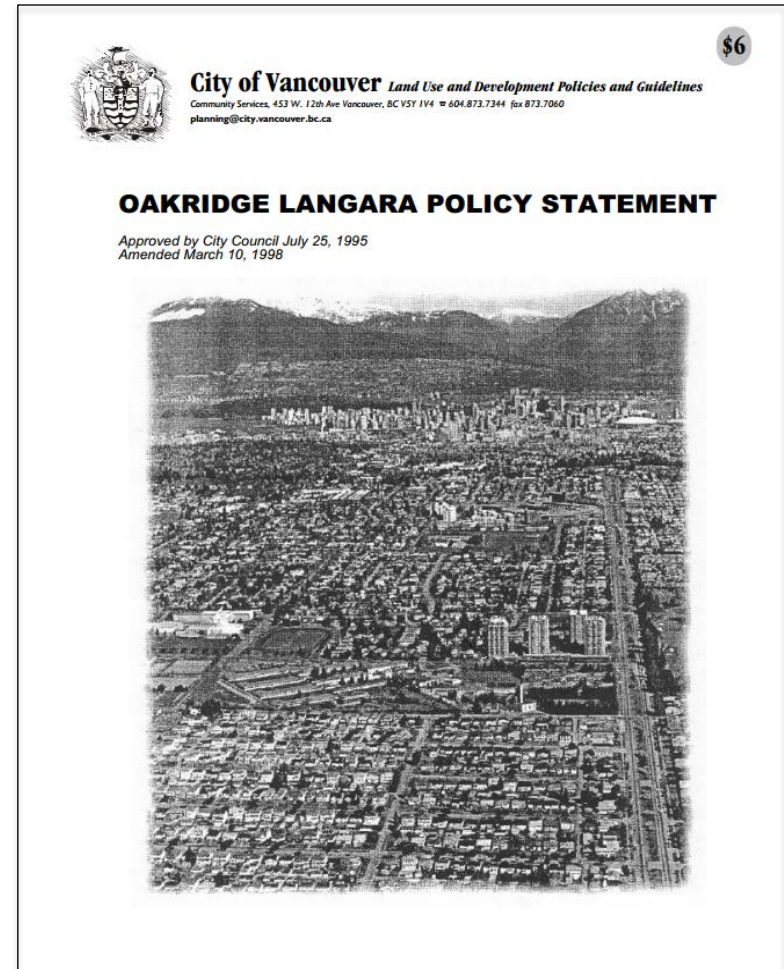 $6
City of Vancouver Land Use and Development Policies and Guidelines
Community Services, 453 W. 12th Ave Vancouver, BC V5Y 1V4 ☎ 604.873.7344 fax 873.7060
planning@city.vancouver.bc.ca
OAKRIDGE LANGARA POLICY STATEMENT
Approved by City Council July 25, 1995
Amended March 10, 1998